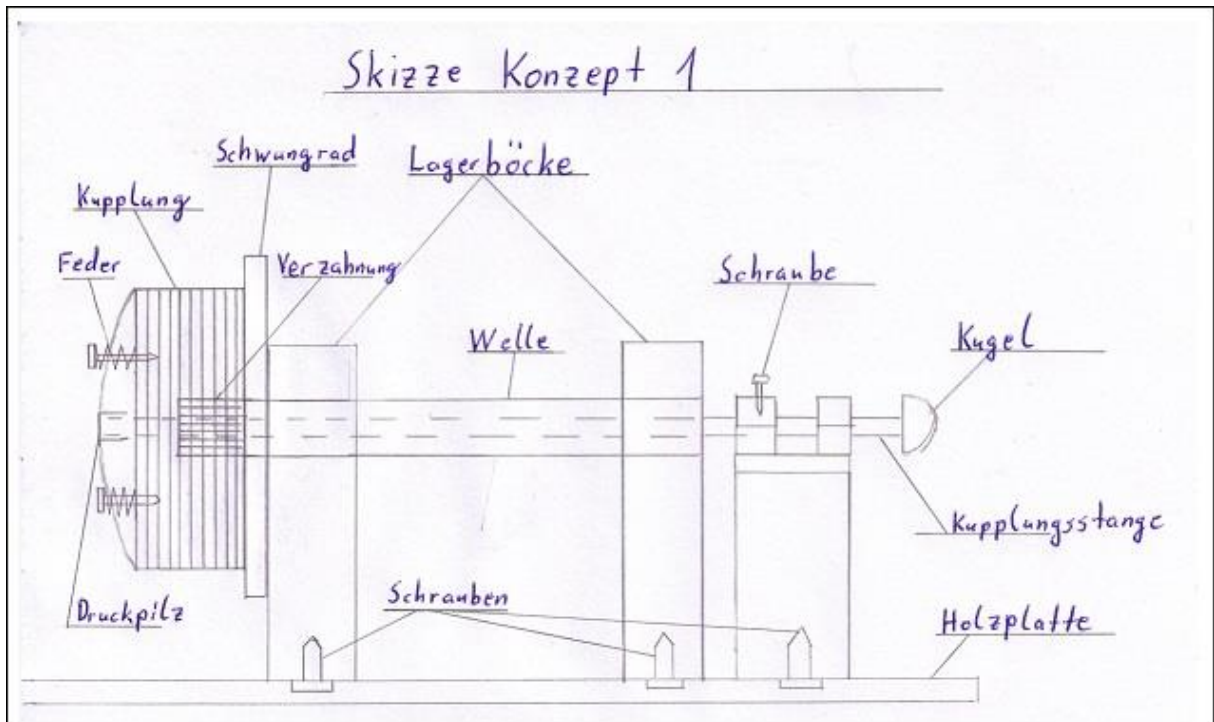 Skizze Konzept 1
Schwungrad
Lagerböcke
Kupplung
Feder
Verzahnung
Schraube
Welle
Kugel
Kupplungsstange
Schrauben
Druckpilz
Holzplatte